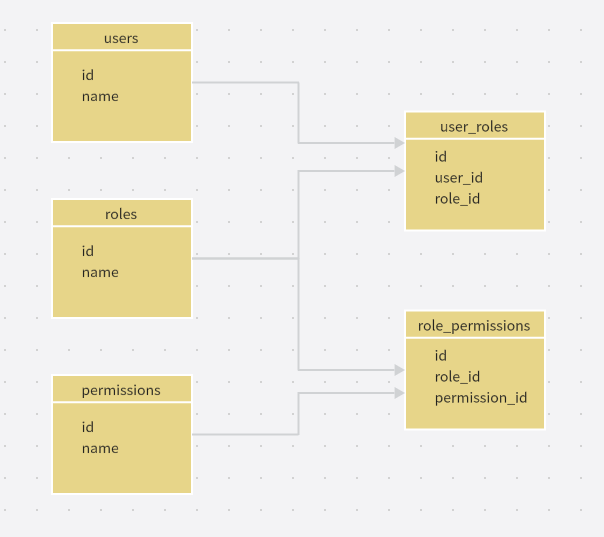 users
id
name
roles
id
name
permissions
id
name
user_roles
id
user_id
role_id
role_permissions
id
role_id
permission_id